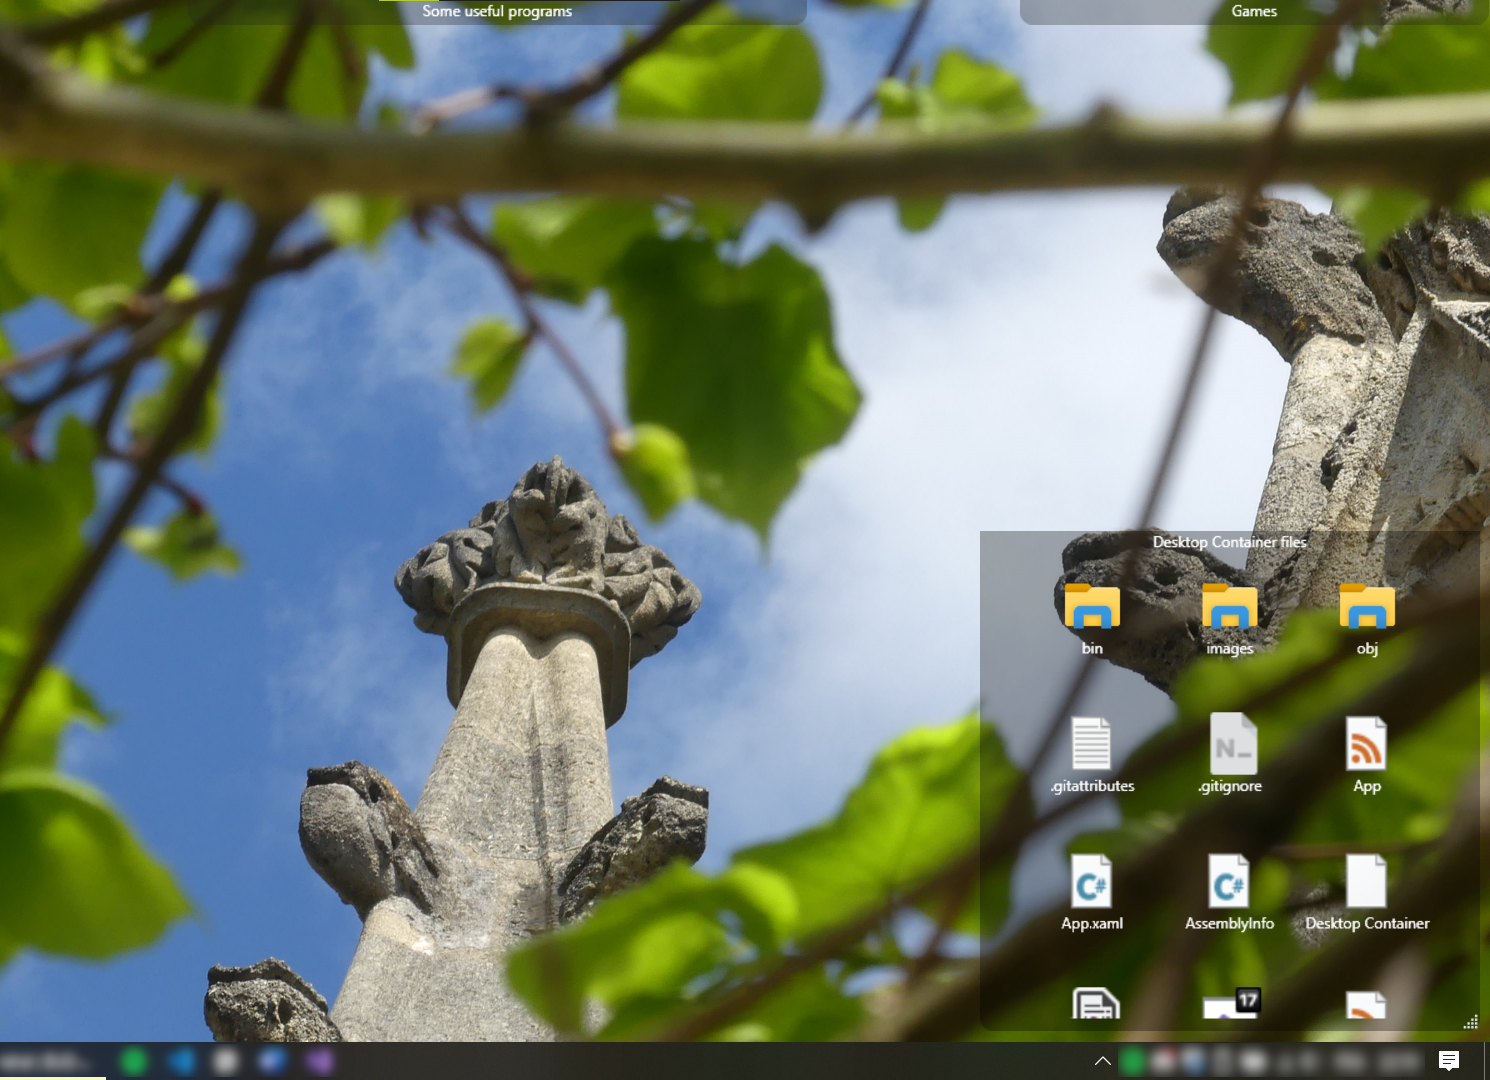 Some useful programs
Games
Desktop Container files
bin
images
obj
.gitattributes
N_
.gitignore
App
C#
App.xaml
C#
AssemblyInfo
Desktop Container
17